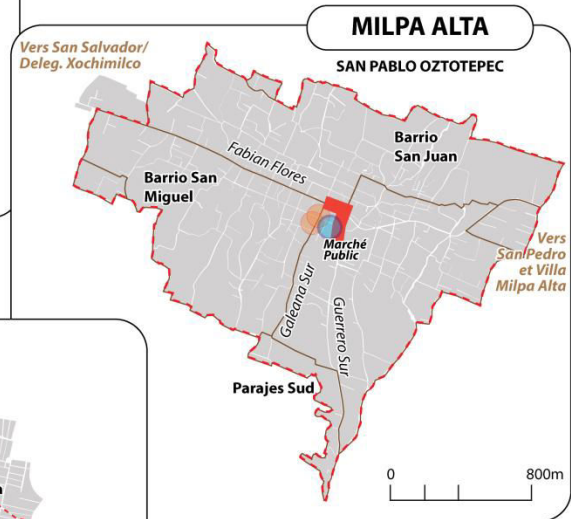 MILPA ALTA
SAN PABLO OZTOTEPEC
Vers San Salvador/
Deleg. Xochimilco
Barrio
San Juan
Fabian Flores
Barrio San
Miguel
Marché
Public
Vers
San Pedro
et Villa
Milpa Alta
Galeana Sur
Guerrero Sur
Parajes Sud
0
800m